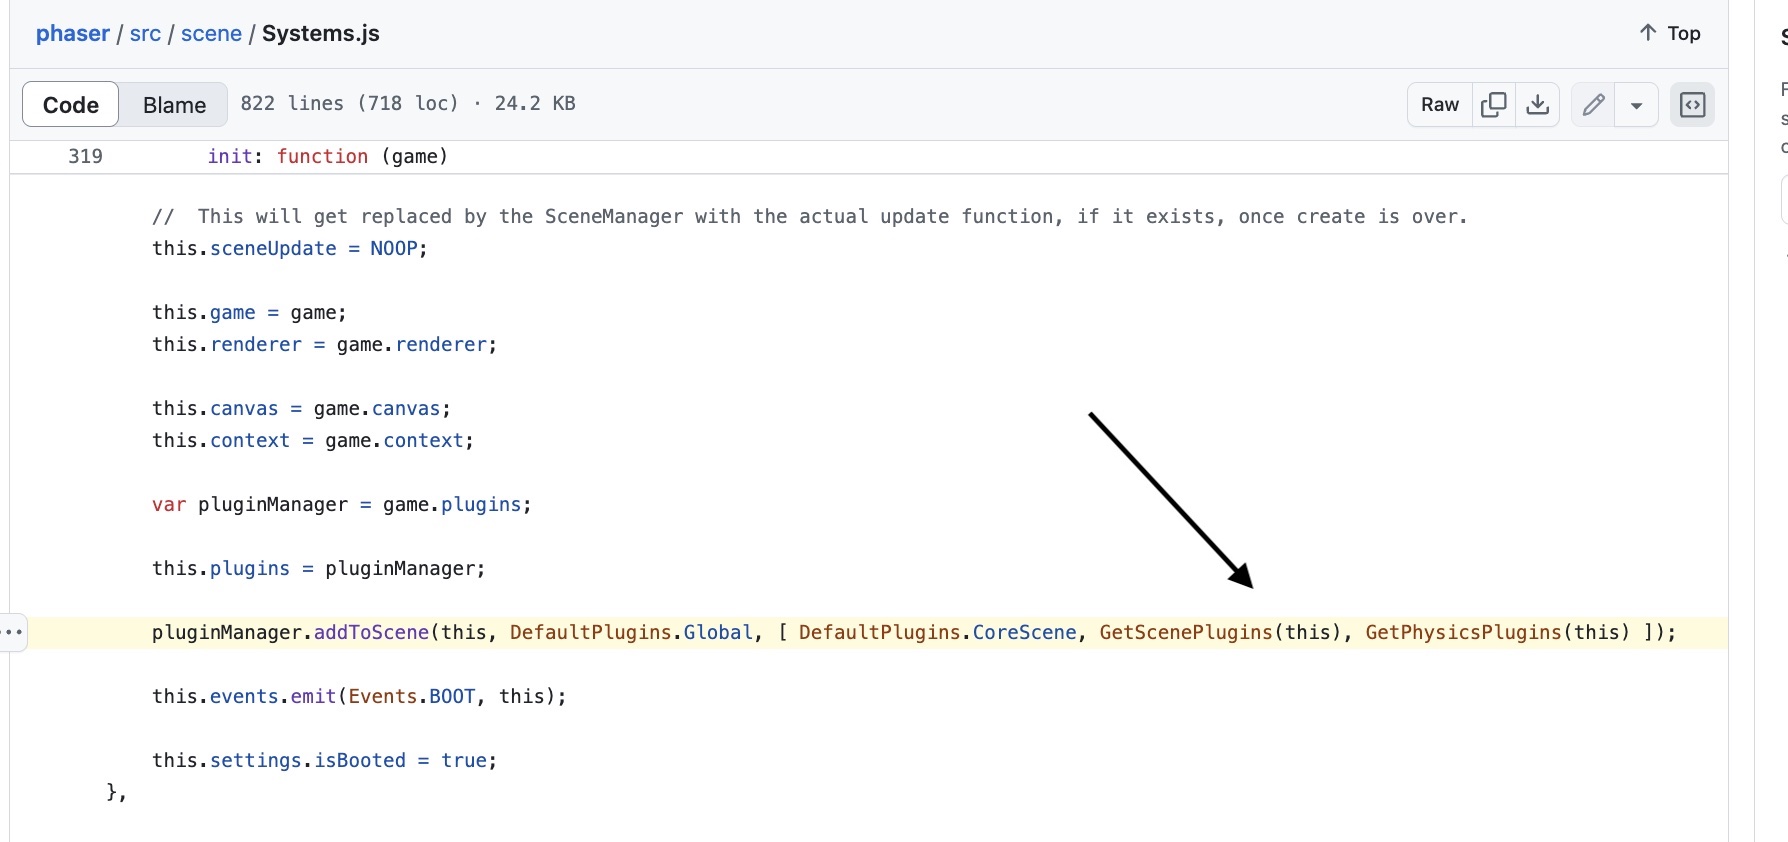 phaser / src / scene / Systems.js
Top
Code Blame 822 lines (718 loc) · 24.2 KB Raw
319 init: function (game)
//  This will get replaced by the SceneManager with the actual update function, if it exists, once create is over.
this.sceneUpdate = NOOP;
this.game = game;
this.renderer = game.renderer;
this.canvas = game.canvas;
this.context = game.context;
var pluginManager = game.plugins;
this.plugins = pluginManager;
pluginManager.addToScene(this, DefaultPlugins.Global, [ DefaultPlugins.CoreScene, GetScenePlugins(this), GetPhysicsPlugins(this) ]);
this.events.emit(Events.BOOT, this);
this.settings.isBooted = true;
},